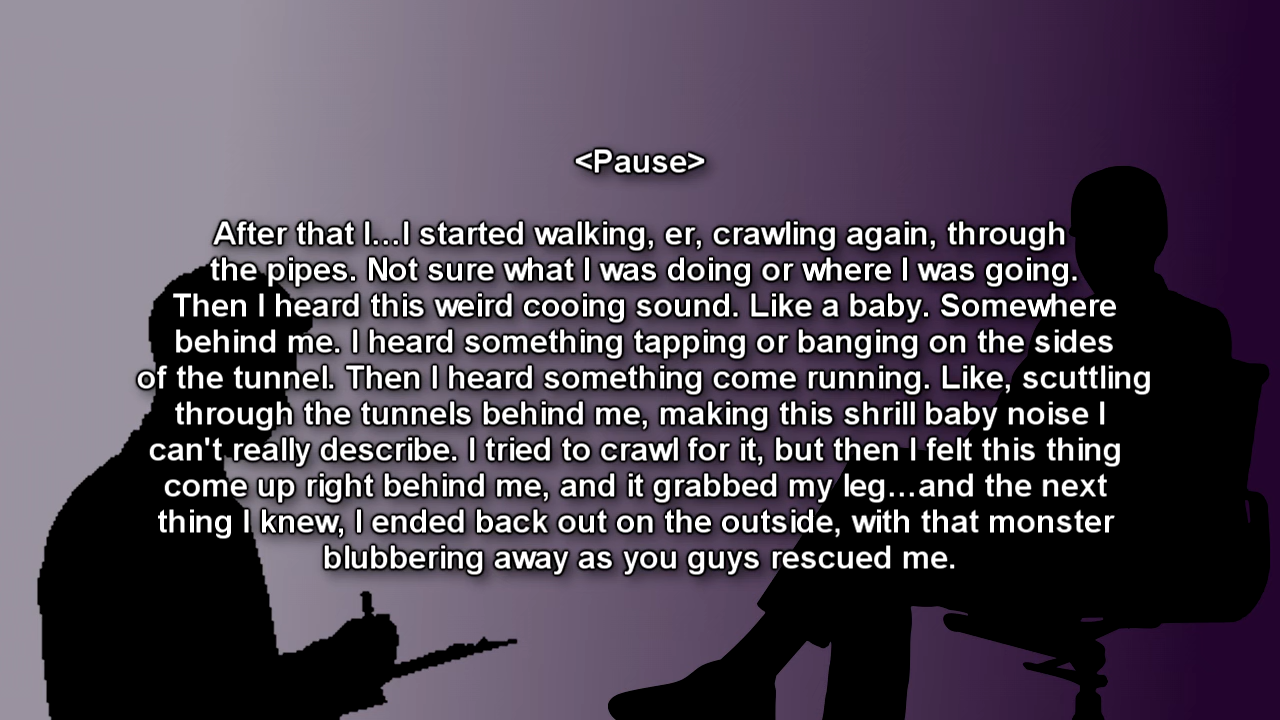 <Pause>
After that I...I started walking, er, crawling again, through
the pipes. Not sure what I was doing or where I was going.
Then I heard this weird cooing sound. Like a baby. Somewhere
behind me. I heard something tapping or banging on the sides
of the tunnel. Then I heard something come running. Like, scuttling
through the tunnels behind me, making this shrill baby noise I
can't really describe. I tried to crawl for it, but then I felt this thing
come up right behind me, and it grabbed my leg...and the next
thing I knew, I ended back out on the outside, with that monster
blubbering away as you guys rescued me.